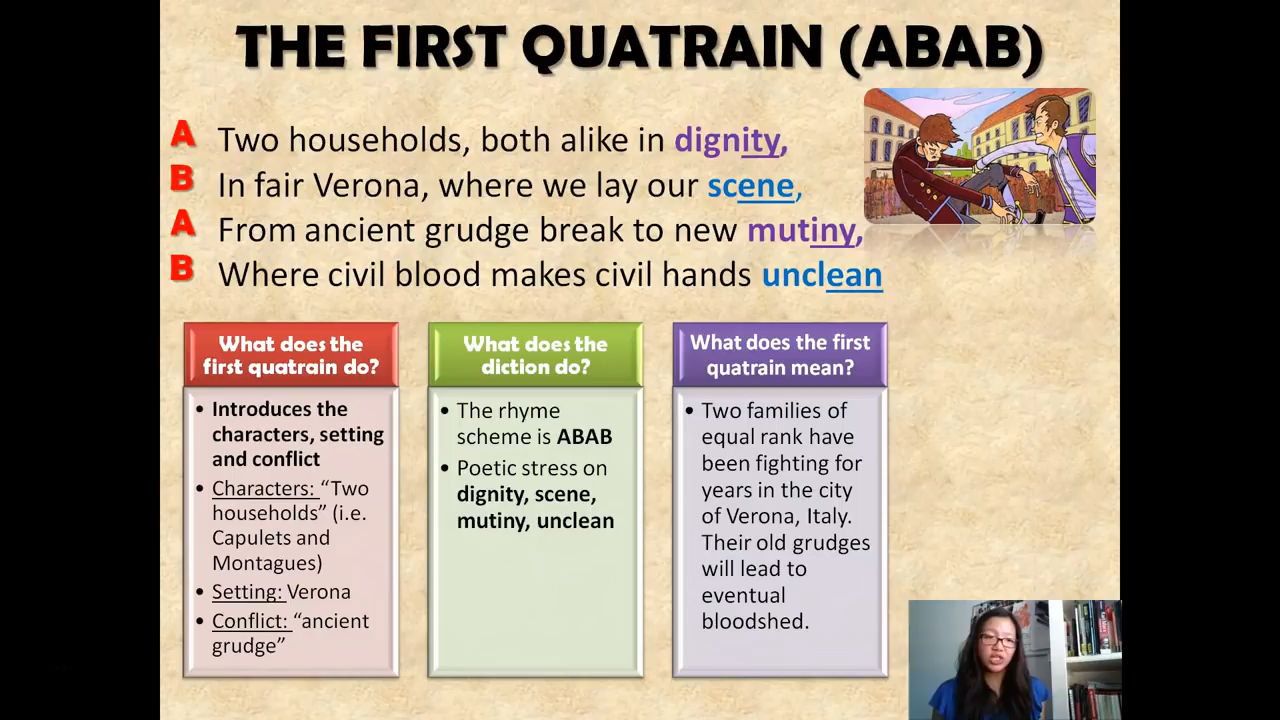 THE FIRST QUATRAIN (ABAB)
A Two households, both alike in dignity,
B In fair Verona, where we lay our scene,
A From ancient grudge break to new mutiny,
B Where civil blood makes civil hands unclean
What does the
first quatrain do?
• Introduces the
characters, setting
and conflict
• Characters: “Two
households” (i.e.
Capulets and
Montagues)
• Setting: Verona
• Conflict: “ancient
grudge”
What does the
diction do?
• The rhyme
scheme is ABAB
• Poetic stress on
dignity, scene,
mutiny, unclean
What does the first
quatrain mean?
• Two families of
equal rank have
been fighting for
years in the city
of Verona, Italy.
Their old grudges
will lead to
eventual
bloodshed.